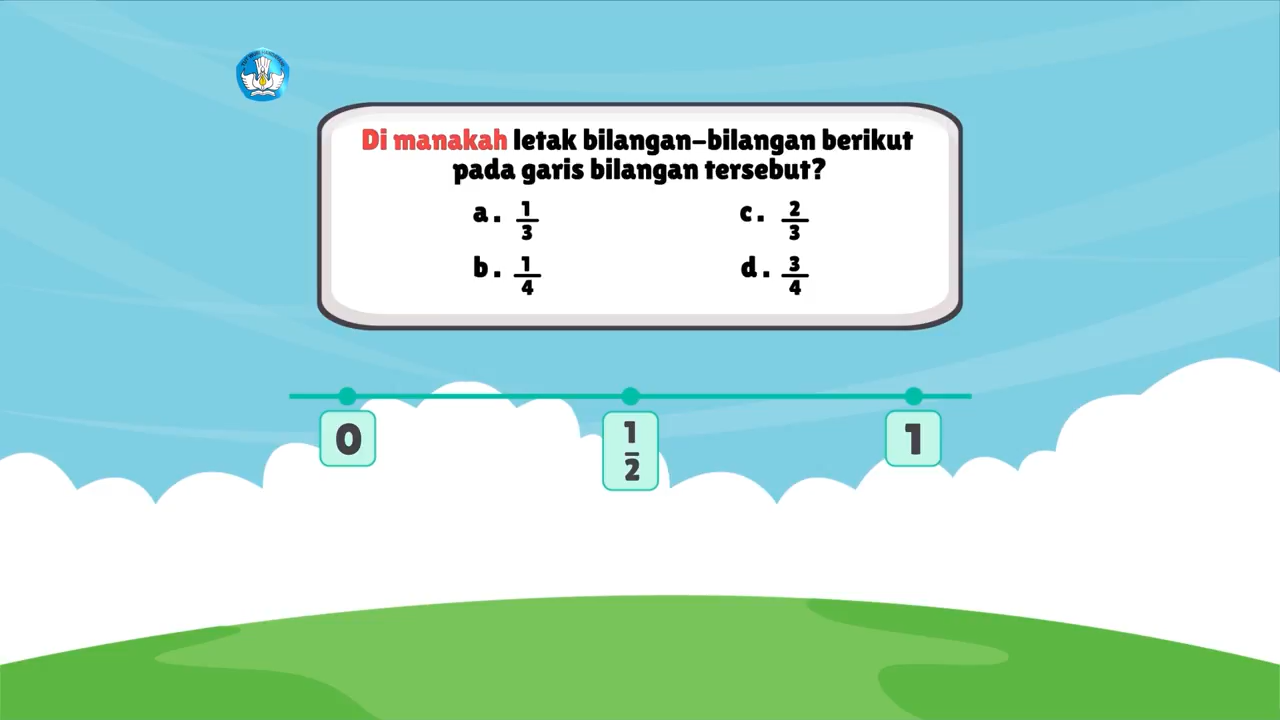 Di manakah letak bilangan-bilangan berikut
pada garis bilangan tersebut?
a. 1/3
c. 2/3
b. 1/4
d. 3/4
0
1/2
1